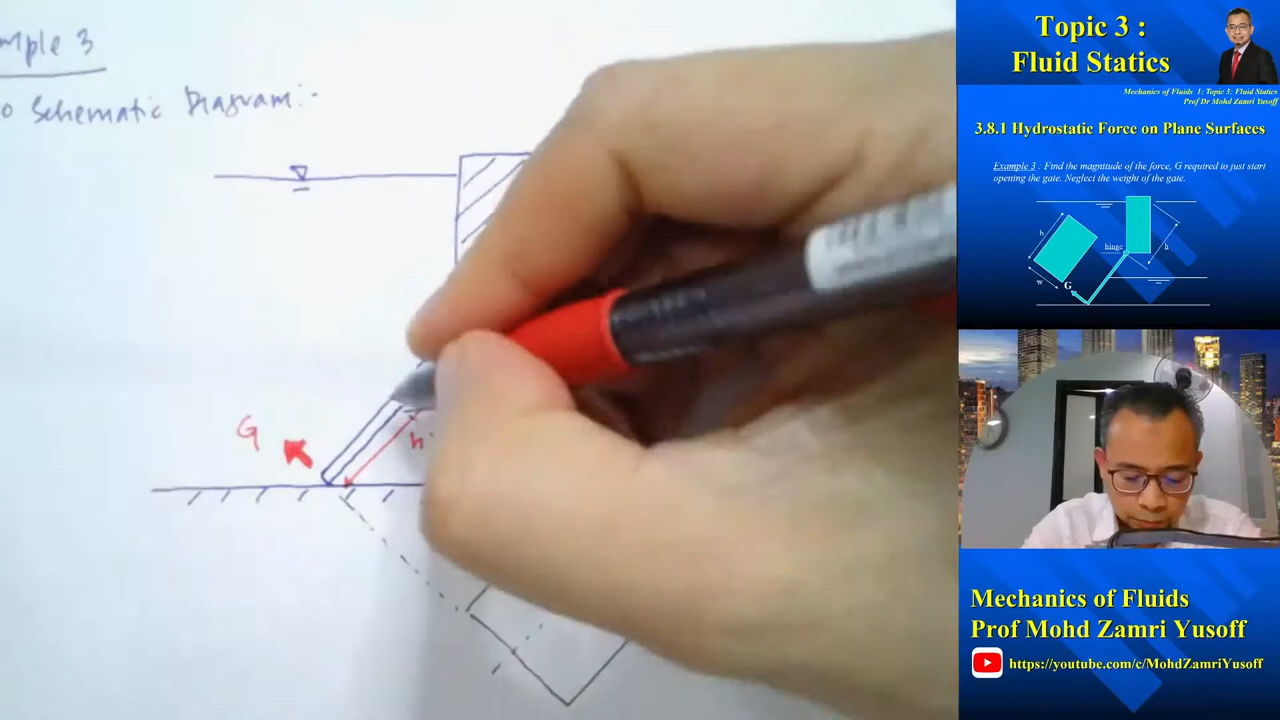 mple 3
o Schematic Diagram:-
G
h
Topic 3 :
Fluid Statics
Mechanics of Fluids 1: Topic 3: Fluid Statics
Prof Dr Mohd Zamri Yusoff
3.8.1 Hydrostatic Force on Plane Surfaces
Example 3 : Find the magnitude of the force, G required to just start
opening the gate. Neglect the weight of the gate.
h
hinge
h
w
G
Mechanics of Fluids
Prof Mohd Zamri Yusoff
https://youtube.com/c/MohdZamriYusoff